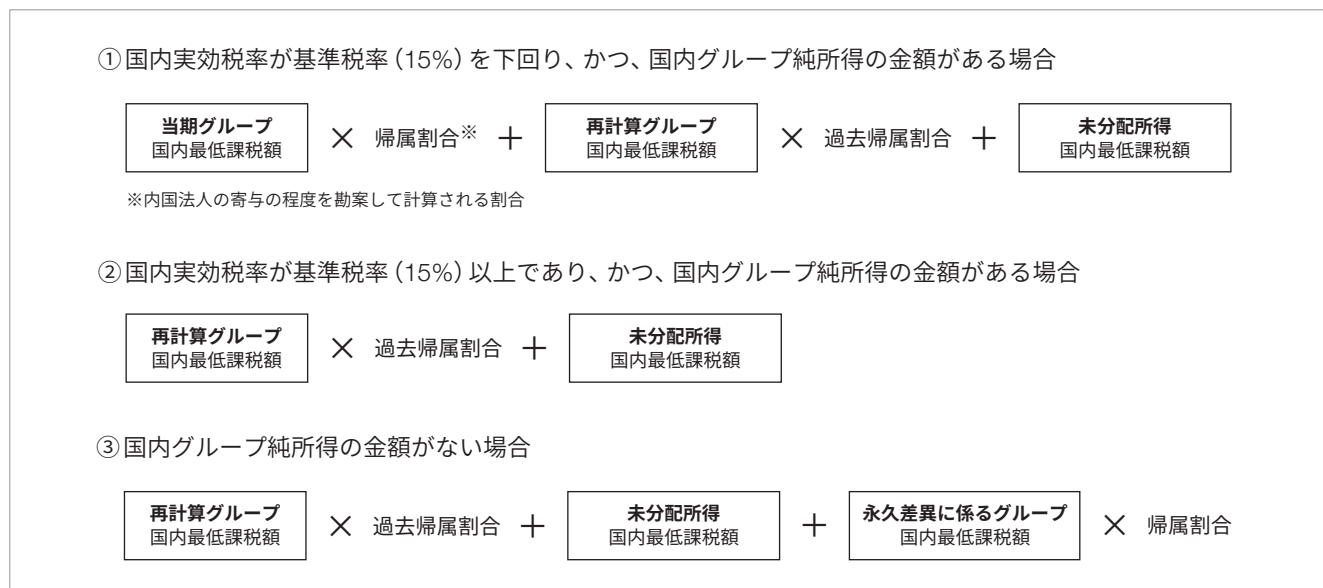 ①国内実効税率が基準税率（15%）を下回り、かつ、国内グループ純所得の金額がある場合
当期グループ
国内最低課税額
× 帰属割合※ ＋
再計算グループ
国内最低課税額
× 過去帰属割合 ＋
未分配所得
国内最低課税額
※内国法人の寄与の程度を勘案して計算される割合
②国内実効税率が基準税率（15%）以上であり、かつ、国内グループ純所得の金額がある場合
再計算グループ
国内最低課税額
× 過去帰属割合 ＋
未分配所得
国内最低課税額
③国内グループ純所得の金額がない場合
再計算グループ
国内最低課税額
× 過去帰属割合 ＋
未分配所得
国内最低課税額
＋
永久差異に係るグループ
国内最低課税額
× 帰属割合